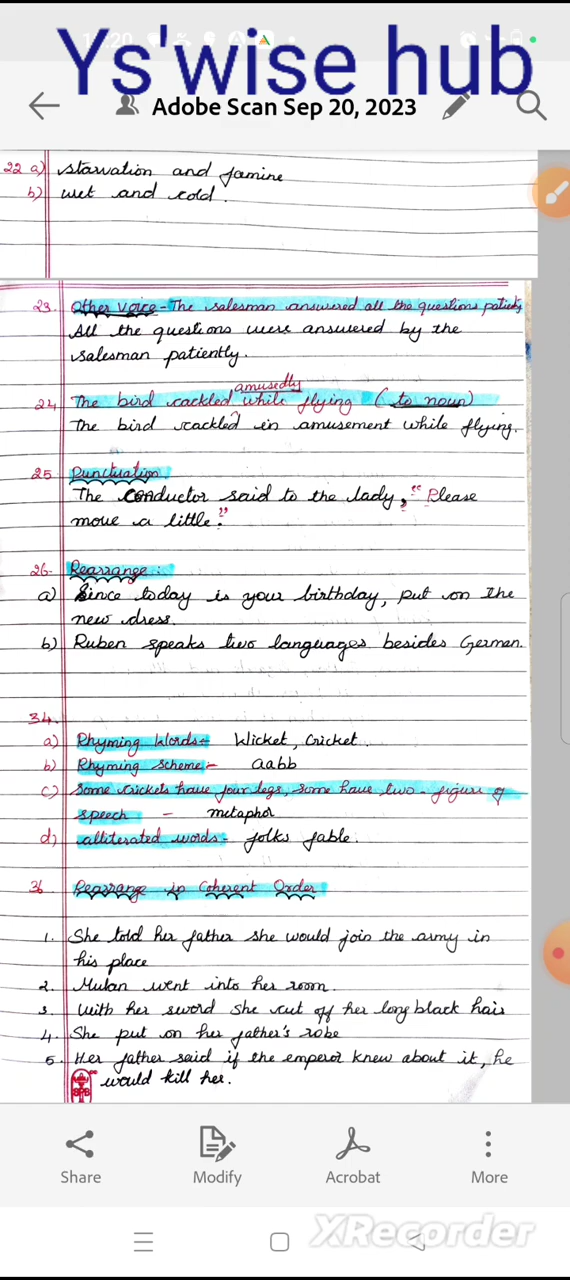 Ys'wise hub
Adobe Scan Sep 20, 2023
22 a) starvation and famine
b) wet and cold.
23. Other voice - The salesman answered all the questions patiently
All the questions were answered by the
salesman patiently.
amusedly
24 The bird cackled while flying (to noun)
The bird cackled in amusement while flying.
25 Punctuation.
The conductor said to the lady, "Please
move a little."
26. Rearrange:
a) Since today is your birthday, put on the
new dress.
b) Ruben speaks two languages besides German.
34.
a) Rhyming Words:- Wicket, Cricket.
b) Rhyming scheme:- aabb
c) Some crickets have four legs, some have two - figure of
speech - metaphor
d) alliterated words:- folks fable.
36 Rearrange in Coherent Order
1. She told her father she would join the army in
his place
2. Mulan went into her room.
3. With her sword she cut off her long black hair
4. She put on her father's robe
5. Her father said if the emperor knew about it, he
would kill her.
Share Modify Acrobat More
XRecorder